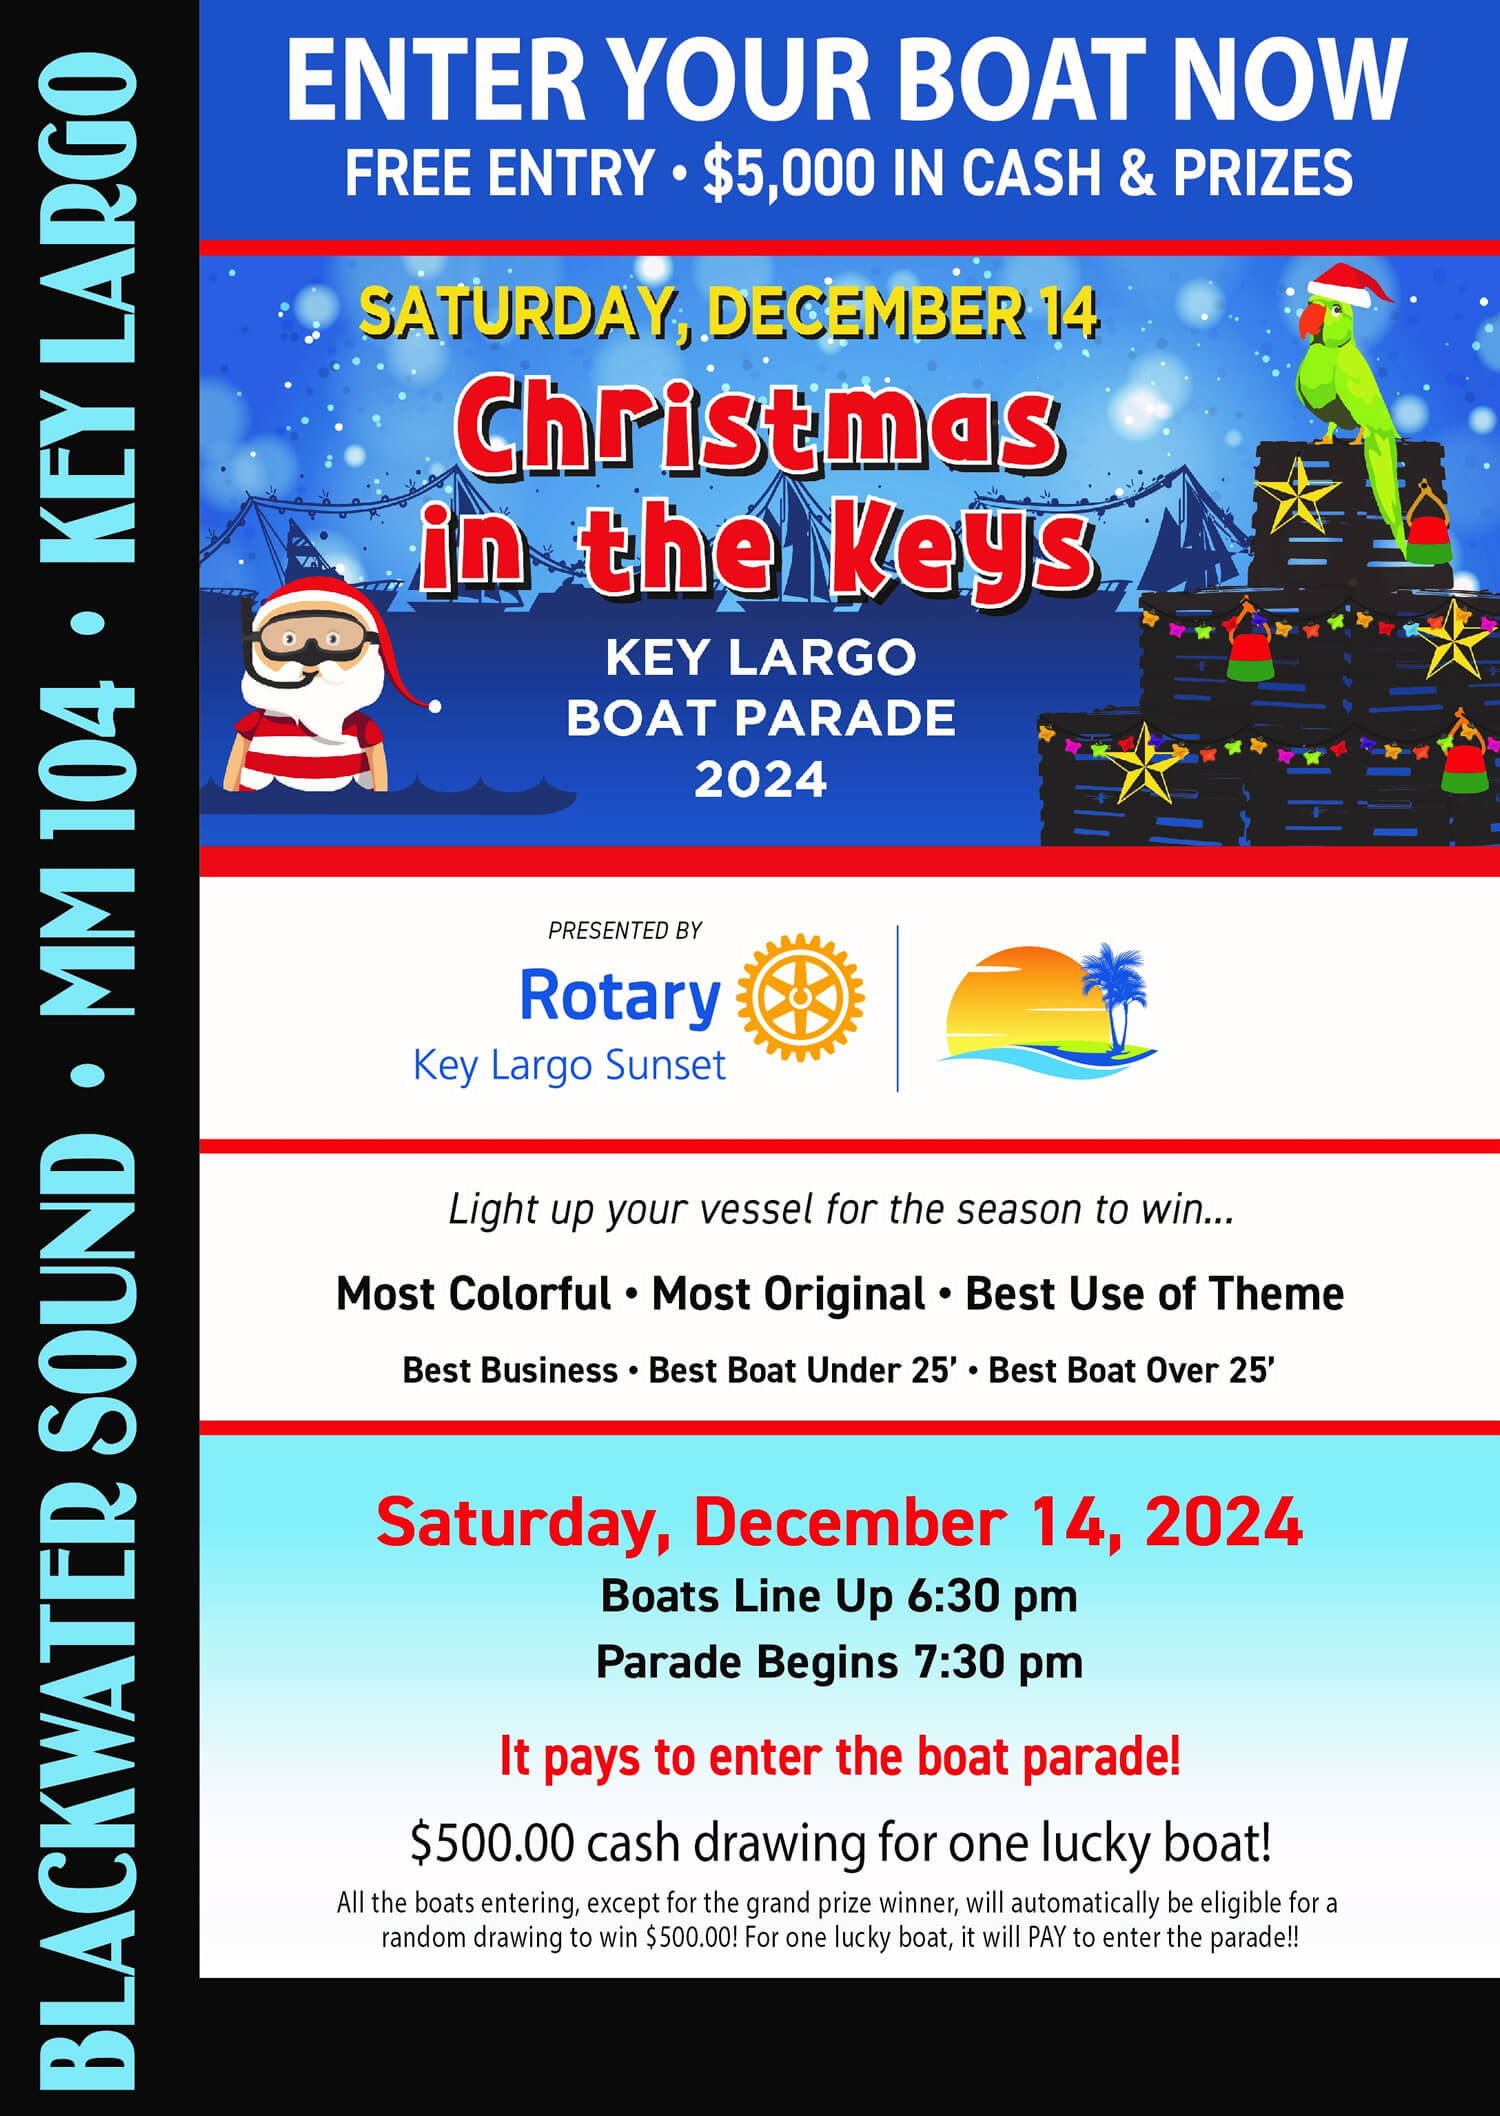 ENTER YOUR BOAT NOW
FREE ENTRY • $5,000 IN CASH & PRIZES
SATURDAY, DECEMBER 14
Christmas
in the Keys
KEY LARGO
BOAT PARADE
2024
PRESENTED BY
Rotary
Key Largo Sunset
Light up your vessel for the season to win...
Most Colorful • Most Original • Best Use of Theme
Best Business • Best Boat Under 25’ • Best Boat Over 25’
Saturday, December 14, 2024
Boats Line Up 6:30 pm
Parade Begins 7:30 pm
It pays to enter the boat parade!
$500.00 cash drawing for one lucky boat!
All the boats entering, except for the grand prize winner, will automatically be eligible for a
random drawing to win $500.00! For one lucky boat, it will PAY to enter the parade!!
BLACKWATER SOUND • MM 104 • KEY LARGO